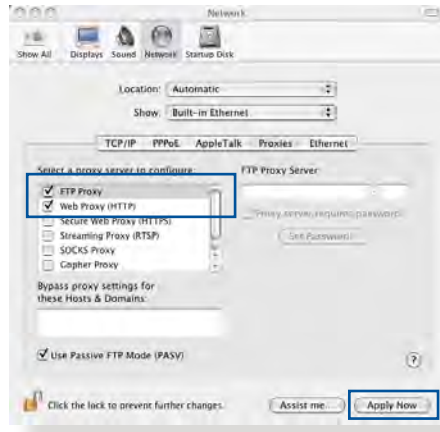 Network
Show All Displays Sound Network Startup Disk
Location: Automatic
Show: Built-in Ethernet
TCP/IP PPPoE AppleTalk Proxies Ethernet
Select a proxy server to configure: FTP Proxy Server
FTP Proxy
Web Proxy (HTTP)
Secure Web Proxy (HTTPS)
Streaming Proxy (RTSP)
SOCKS Proxy
Gopher Proxy
Proxy server requires password
Set Password
Bypass proxy settings for
these Hosts & Domains:
Use Passive FTP Mode (PASV)
?
Click the lock to prevent further changes.
Assist me... Apply Now